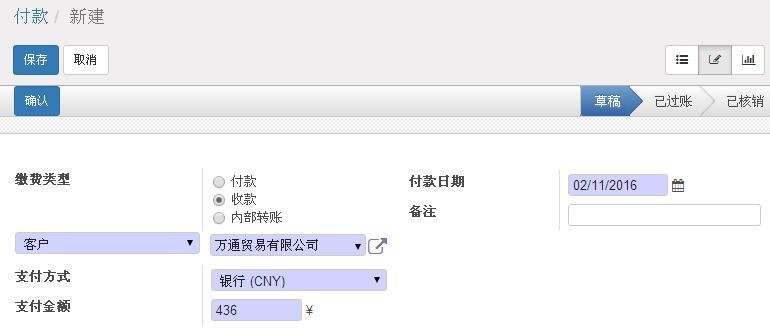 付款 / 新建
保存 取消
确认 草稿 已过账 已核销
缴费类型 付款 付款日期 02/11/2016
收款
备注
内部转账
客户 万通贸易有限公司
支付方式 银行 (CNY)
支付金额 436 ¥